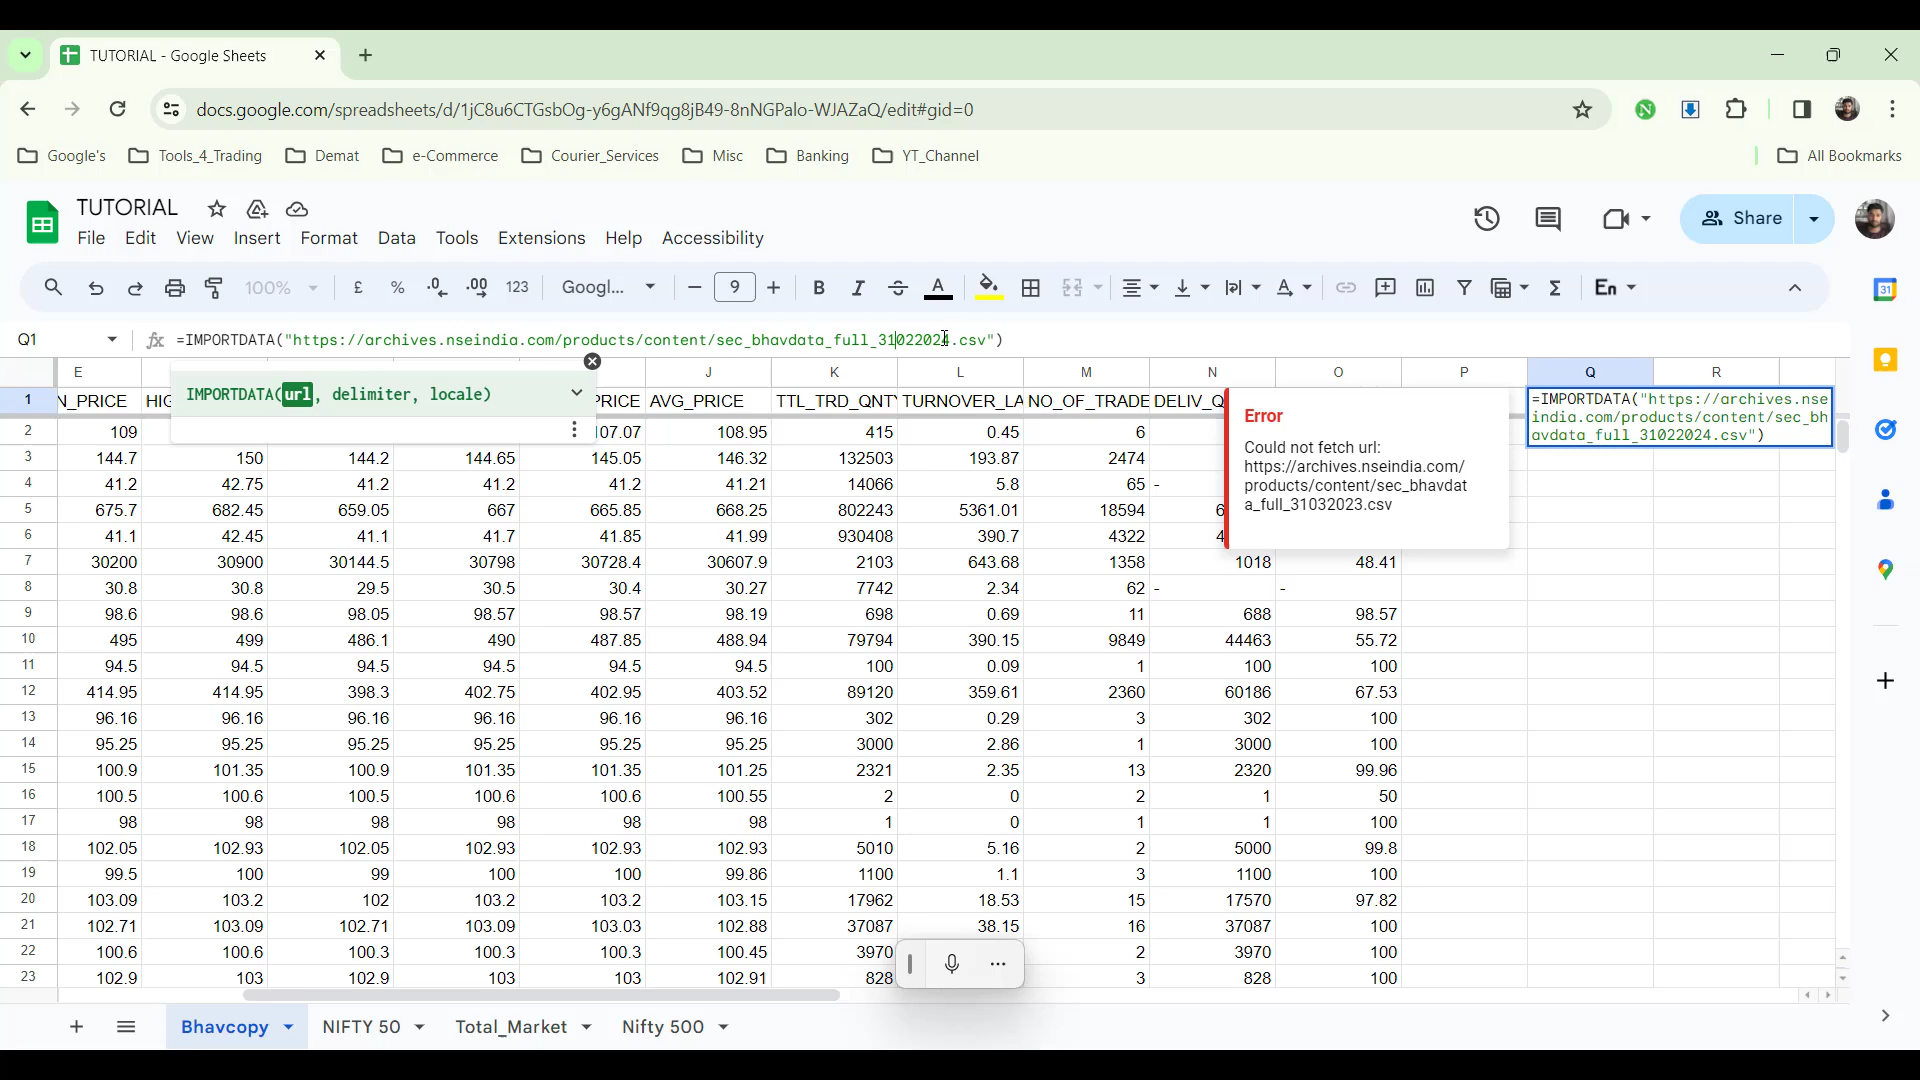 TUTORIAL - Google Sheets
docs.google.com/spreadsheets/d/1jC8u6CTGsbOg-y6gANf9qg8jB49-8nNGPalo-WJAZaQ/edit#gid=0
Google's Tools_4_Trading Demat e-Commerce Courier_Services Misc Banking YT_Channel All Bookmarks
TUTORIAL
Share
File Edit View Insert Format Data Tools Extensions Help Accessibility
100% £ % .0 .00 123 Googl... 9 B I A En
31
Q1 fx =IMPORTDATA("https://archives.nseindia.com/products/content/sec_bhavdata_full_31022024.csv")
E J K L M N O P Q R
IMPORTDATA(url, delimiter, locale)
1 N_PRICE HIG PRICE AVG_PRICE TTL_TRD_QNTY TURNOVER_LA NO_OF_TRADE DELIV_Q
=IMPORTDATA("https://archives.nse
india.com/products/content/sec_bh
avdata_full_31022024.csv")
Error
Could not fetch url:
https://archives.nseindia.com/
products/content/sec_bhavdat
a_full_31032023.csv
2 109 107.07 108.95 415 0.45 6
3 144.7 150 144.2 144.65 145.05 146.32 132503 193.87 2474
4 41.2 42.75 41.2 41.2 41.2 41.21 14066 5.8 65 -
5 675.7 682.45 659.05 667 665.85 668.25 802243 5361.01 18594 6
6 41.1 42.45 41.1 41.7 41.85 41.99 930408 390.7 4322 4
7 30200 30900 30144.5 30798 30728.4 30607.9 2103 643.68 1358 1018 48.41
8 30.8 30.8 29.5 30.5 30.4 30.27 7742 2.34 62 - -
9 98.6 98.6 98.05 98.57 98.57 98.19 698 0.69 11 688 98.57
10 495 499 486.1 490 487.85 488.94 79794 390.15 9849 44463 55.72
11 94.5 94.5 94.5 94.5 94.5 94.5 100 0.09 1 100 100
12 414.95 414.95 398.3 402.75 402.95 403.52 89120 359.61 2360 60186 67.53
13 96.16 96.16 96.16 96.16 96.16 96.16 302 0.29 3 302 100
14 95.25 95.25 95.25 95.25 95.25 95.25 3000 2.86 1 3000 100
15 100.9 101.35 100.9 101.35 101.35 101.25 2321 2.35 13 2320 99.96
16 100.5 100.6 100.5 100.6 100.6 100.55 2 0 2 1 50
17 98 98 98 98 98 98 1 0 1 1 100
18 102.05 102.93 102.05 102.93 102.93 102.93 5010 5.16 2 5000 99.8
19 99.5 100 99 100 100 99.86 1100 1.1 3 1100 100
20 103.09 103.2 102 103.2 103.2 103.15 17962 18.53 15 17570 97.82
21 102.71 103.09 102.71 103.09 103.03 102.88 37087 38.15 16 37087 100
22 100.6 100.6 100.3 100.3 100.3 100.45 3970 2 3970 100
23 102.9 103 102.9 103 103 102.91 828 3 828 100
Bhavcopy NIFTY 50 Total_Market Nifty 500